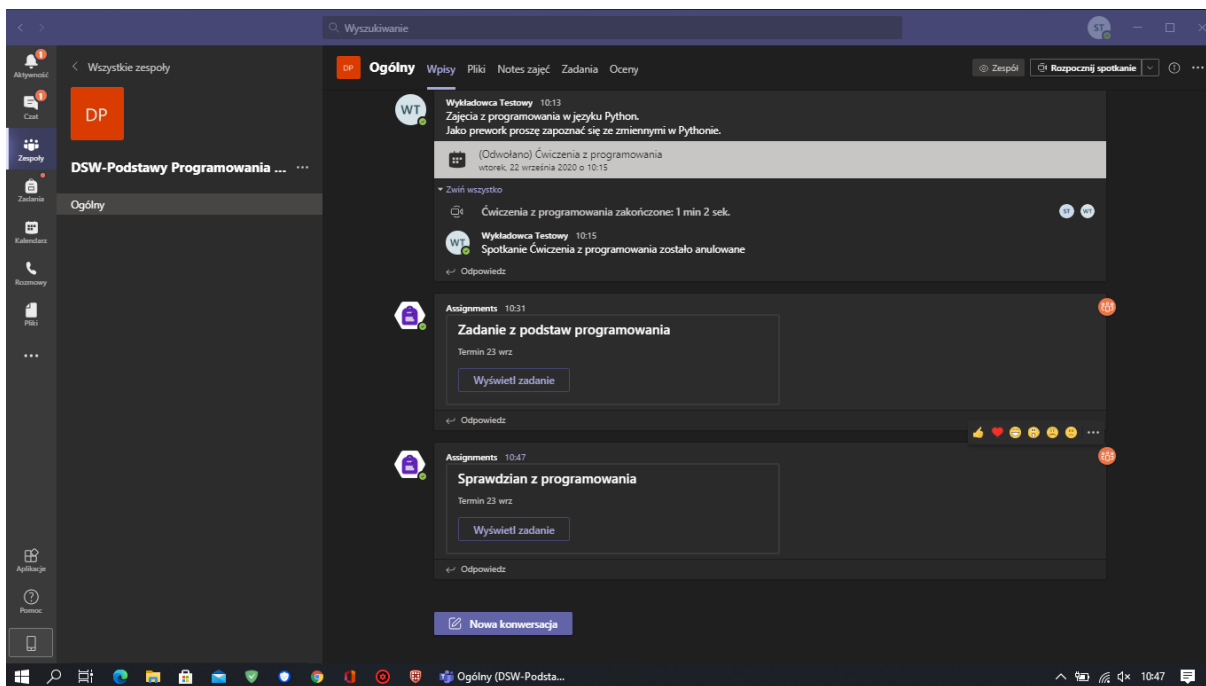 Wyszukiwanie
ST
1
Aktywność
1
Czat
Zespoły
Zadania
Kalendarz
Rozmowy
Pliki
Aplikacje
Pomoc
Wszystkie zespoły
DP
DSW-Podstawy Programowania ...
Ogólny
DP Ogólny Wpisy Pliki Notes zajęć Zadania Oceny
Zespół Rozpocznij spotkanie
WT
Wykładowca Testowy 10:13
Zajęcia z programowania w języku Python.
Jako prework proszę zapoznać się ze zmiennymi w Pythonie.
(Odwołano) Ćwiczenia z programowania
wtorek, 22 września 2020 o 10:15
Zwiń wszystko
Ćwiczenia z programowania zakończone: 1 min 2 sek. ST WT
WT Wykładowca Testowy 10:15
Spotkanie Ćwiczenia z programowania zostało anulowane
Odpowiedz
Assignments 10:31
Zadanie z podstaw programowania
Termin 23 wrz
Wyświetl zadanie
Odpowiedz
Assignments 10:47
Sprawdzian z programowania
Termin 23 wrz
Wyświetl zadanie
Odpowiedz
Nowa konwersacja
Ogólny (DSW-Podsta...
10:47